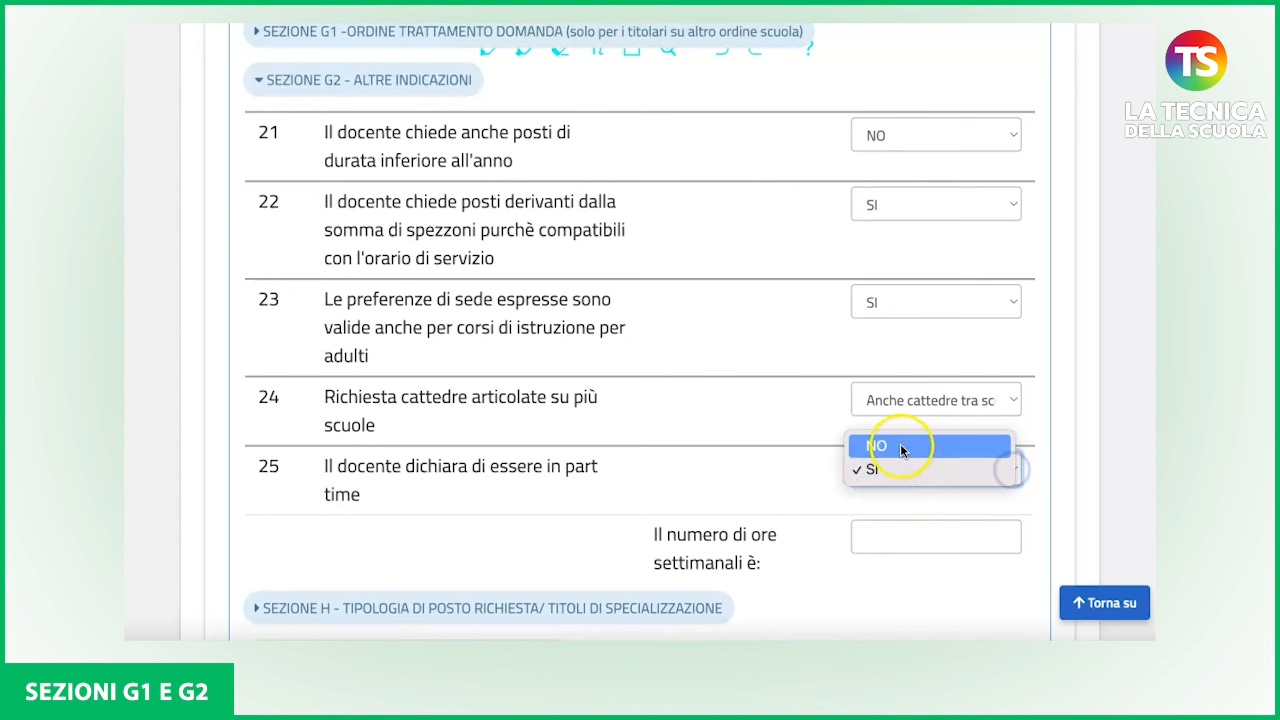 SEZIONE G1 -ORDINE TRATTAMENTO DOMANDA (solo per i titolari su altro ordine scuola)
SEZIONE G2 - ALTRE INDICAZIONI
TS
LA TECNICA
DELLA SCUOLA
21 Il docente chiede anche posti di
durata inferiore all'anno
NO
22 Il docente chiede posti derivanti dalla
somma di spezzoni purchè compatibili
con l'orario di servizio
SI
23 Le preferenze di sede espresse sono
valide anche per corsi di istruzione per
adulti
SI
24 Richiesta cattedre articolate su più
scuole
Anche cattedre tra sc
25 Il docente dichiara di essere in part
time
NO
✓ SI
Il numero di ore
settimanali è:
SEZIONE H - TIPOLOGIA DI POSTO RICHIESTA/ TITOLI DI SPECIALIZZAZIONE
Torna su
SEZIONI G1 E G2